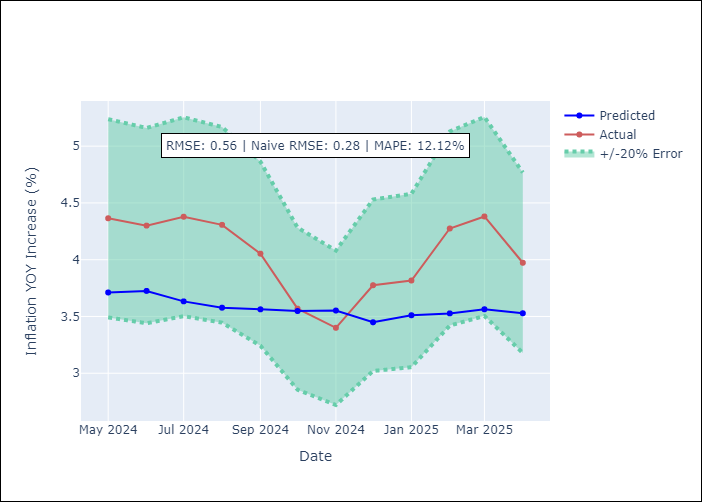 RMSE: 0.56 | Naive RMSE: 0.28 | MAPE: 12.12%
Predicted
Actual
+/-20% Error
Inflation YOY Increase (%)
5
4.5
4
3.5
3
May 2024
Jul 2024
Sep 2024
Nov 2024
Jan 2025
Mar 2025
Date